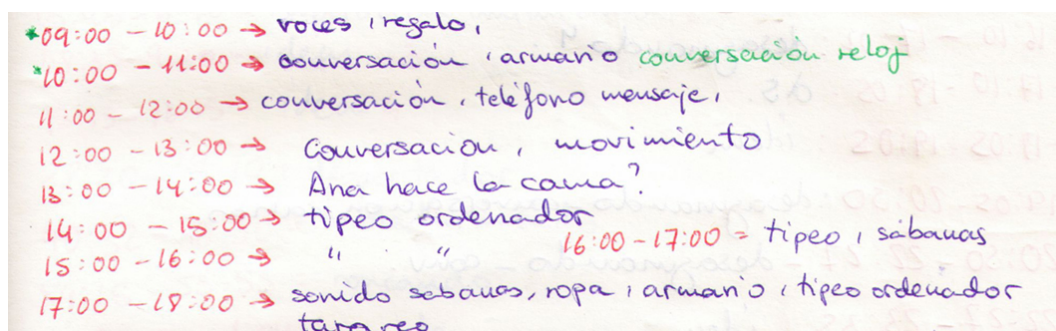 *09:00 - 10:00 → voces, regalo,
*10:00 - 11:00 → conversación, armario conversación reloj
11:00 - 12:00 → conversación, teléfono mensaje,
12:00 - 13:00 → Conversación, movimiento
13:00 - 14:00 → Ana hace la cama?
14:00 - 15:00 → tipeo ordenador
16:00 - 17:00 = tipeo, sábanas
15:00 - 16:00 → " "
17:00 - 18:00 → sonido sabanas, ropa, armario, tipeo ordenador
tarareo